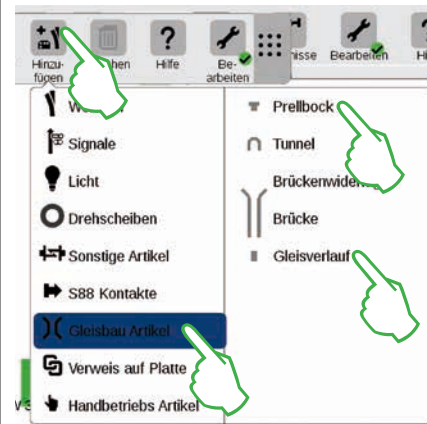 Hinzu-
fügen
Hilfe
Be-
arbeiten
Bearbeiten
Signale
Licht
Drehscheiben
Sonstige Artikel
S88 Kontakte
Gleisbau Artikel
Verweis auf Platte
Handbetriebs Artikel
Prellbock
Tunnel
Brücke
Gleisverlauf